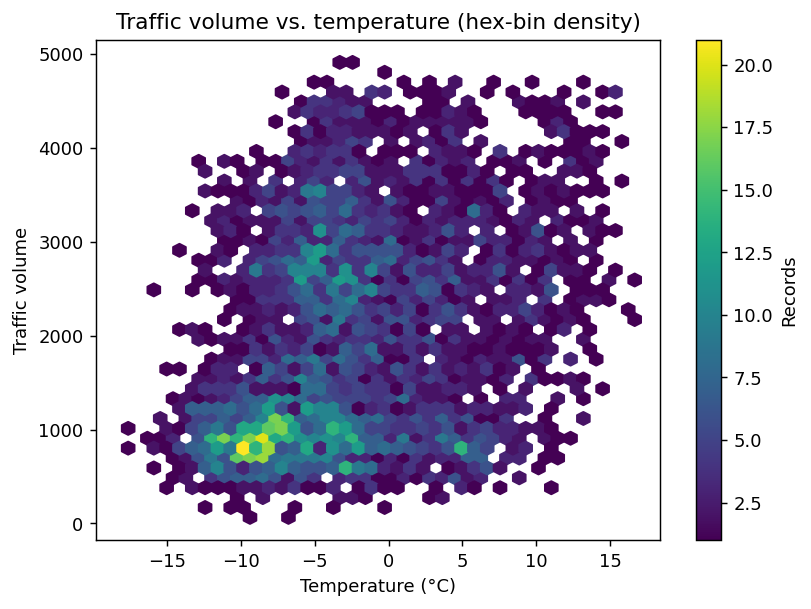 Traffic volume vs. temperature (hex-bin density)
5000
4000
3000
2000
1000
0
Traffic volume
−15 −10 −5 0 5 10 15
Temperature (°C)
20.0
17.5
15.0
12.5
10.0
7.5
5.0
2.5
Records